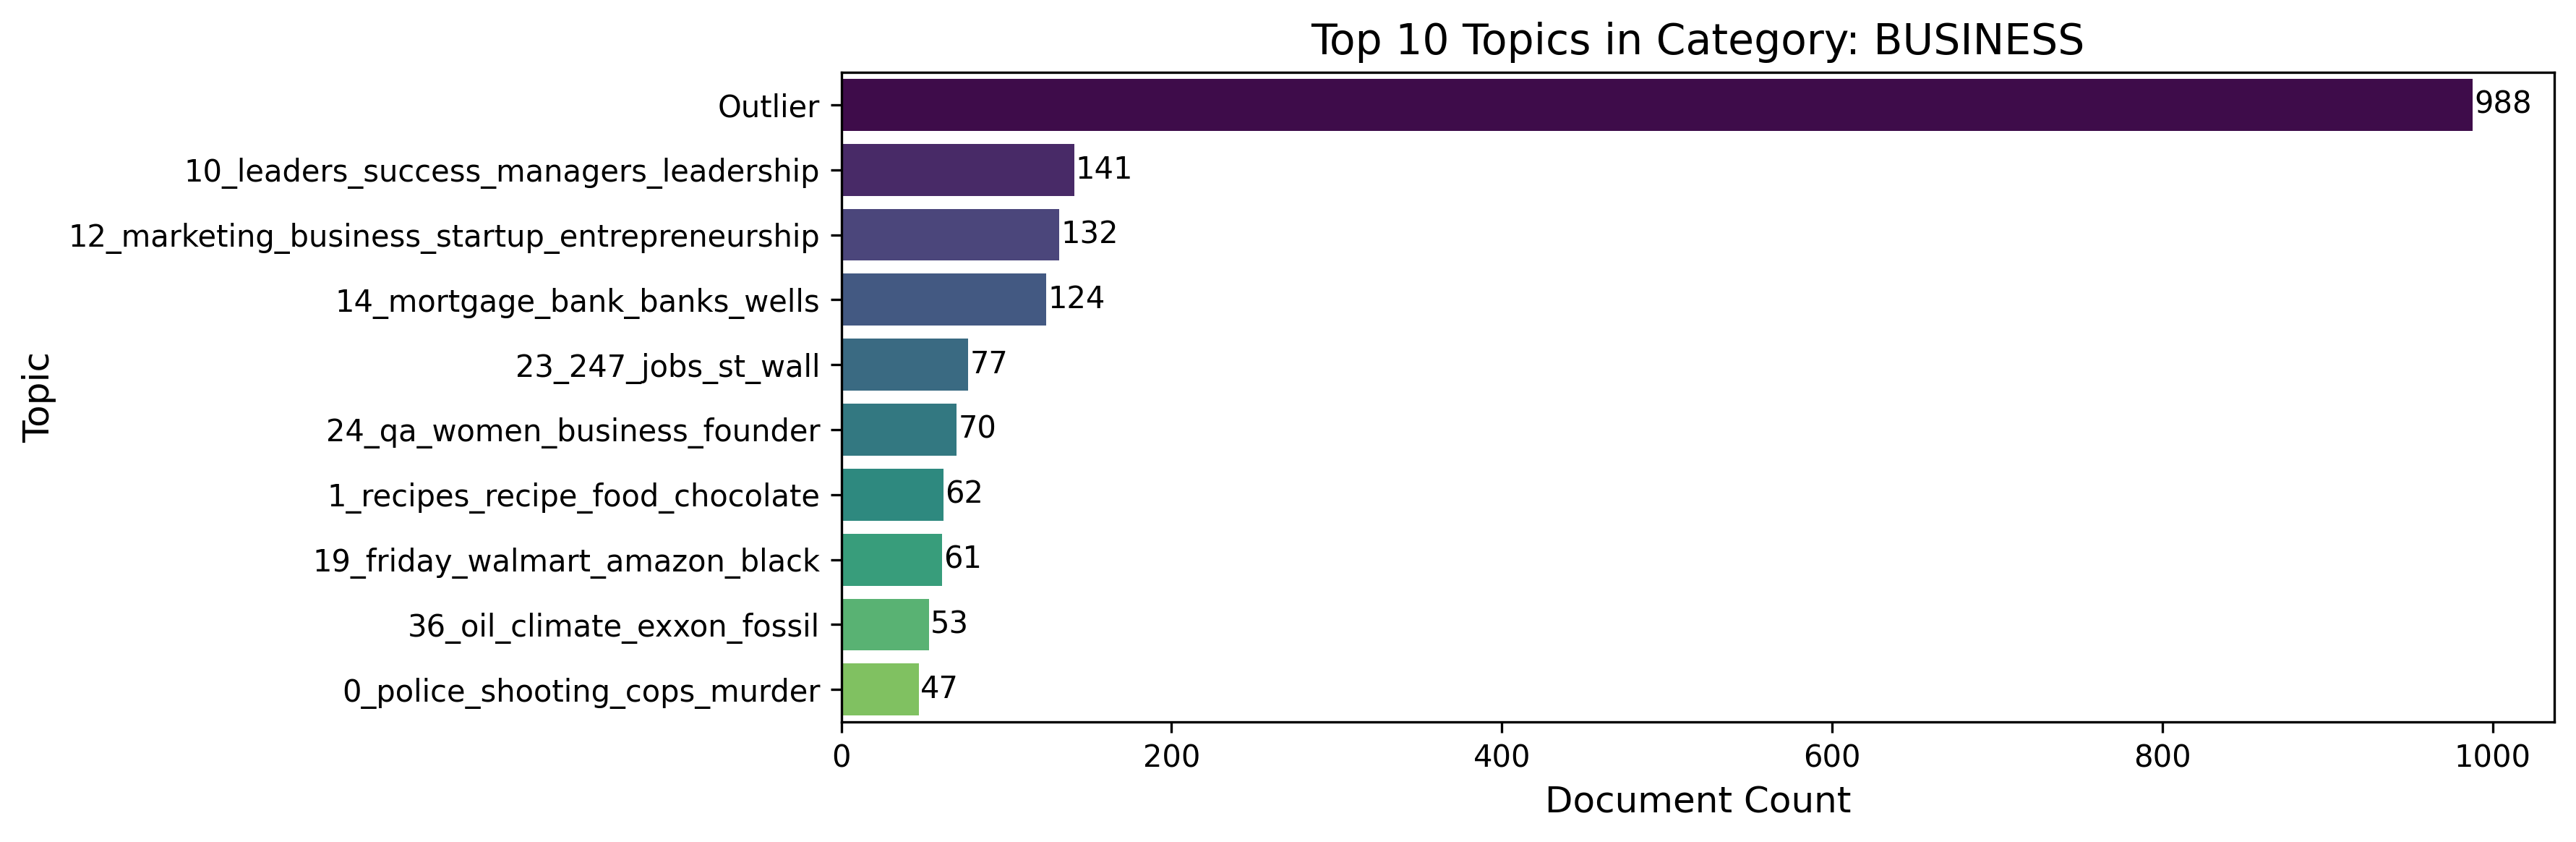 Top 10 Topics in Category: BUSINESS
Outlier 988
10_leaders_success_managers_leadership 141
12_marketing_business_startup_entrepreneurship 132
14_mortgage_bank_banks_wells 124
23_247_jobs_st_wall 77
24_qa_women_business_founder 70
1_recipes_recipe_food_chocolate 62
19_friday_walmart_amazon_black 61
36_oil_climate_exxon_fossil 53
0_police_shooting_cops_murder 47
Topic
0 200 400 600 800 1000
Document Count